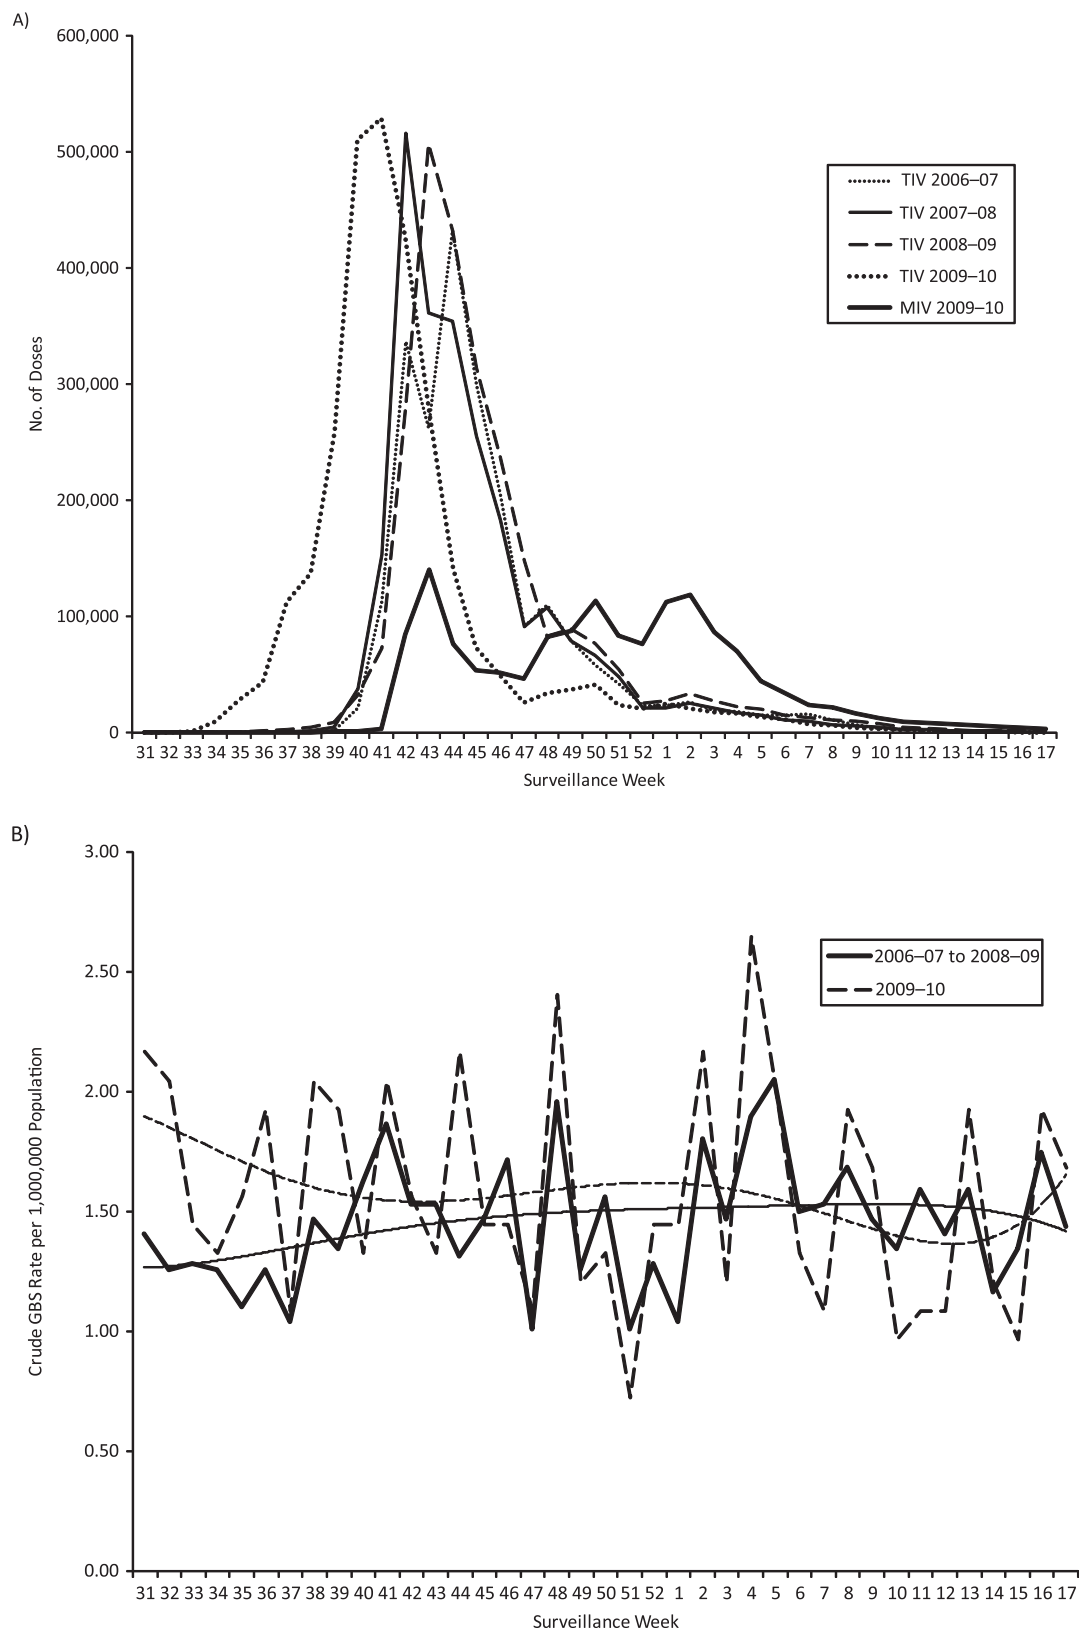 A)
600,000
500,000
400,000
300,000
200,000
100,000
0
No. of Doses
TIV 2006–07
TIV 2007–08
TIV 2008–09
TIV 2009–10
MIV 2009–10
31 32 33 34 35 36 37 38 39 40 41 42 43 44 45 46 47 48 49 50 51 52 1 2 3 4 5 6 7 8 9 10 11 12 13 14 15 16 17
Surveillance Week
B)
3.00
2.50
2.00
1.50
1.00
0.50
0.00
Crude GBS Rate per 1,000,000 Population
2006–07 to 2008–09
2009–10
31 32 33 34 35 36 37 38 39 40 41 42 43 44 45 46 47 48 49 50 51 52 1 2 3 4 5 6 7 8 9 10 11 12 13 14 15 16 17
Surveillance Week